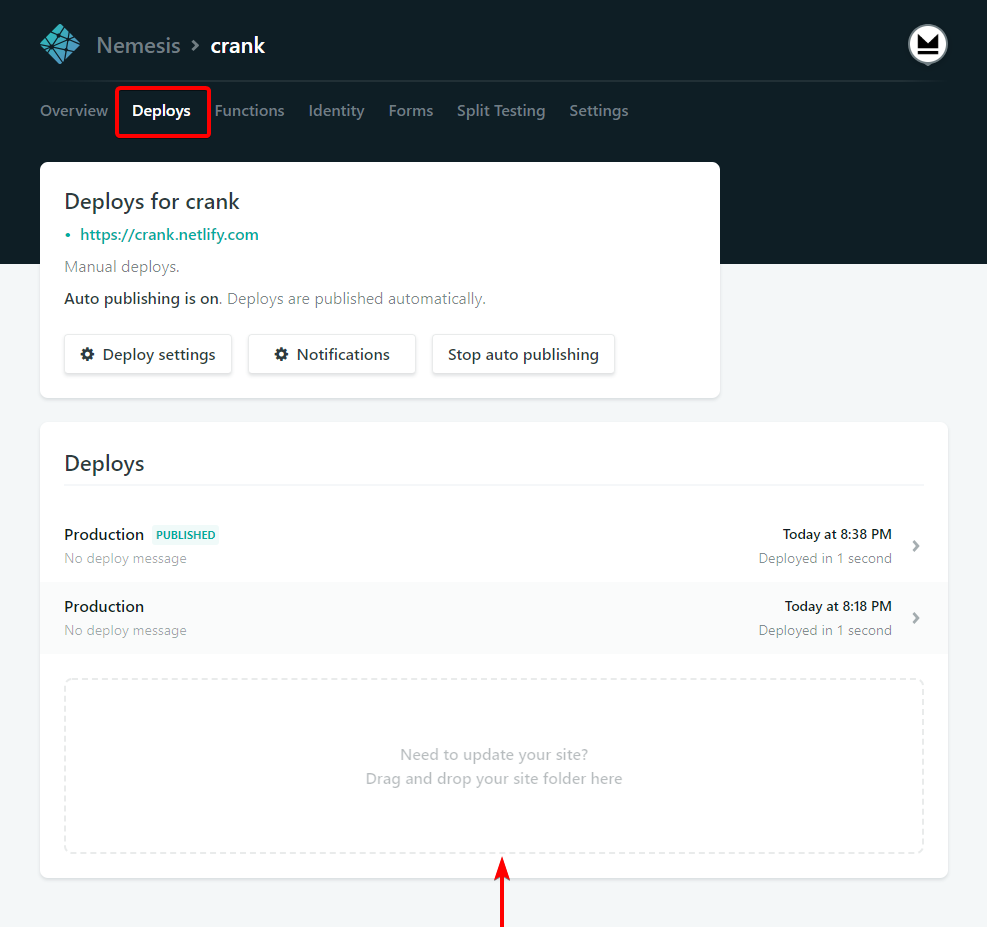 Nemesis > crank
Overview Deploys Functions Identity Forms Split Testing Settings
Deploys for crank
• https://crank.netlify.com
Manual deploys.
Auto publishing is on. Deploys are published automatically.
Deploy settings Notifications Stop auto publishing
Deploys
Production PUBLISHED Today at 8:38 PM
No deploy message Deployed in 1 second
Production Today at 8:18 PM
No deploy message Deployed in 1 second
Need to update your site?
Drag and drop your site folder here